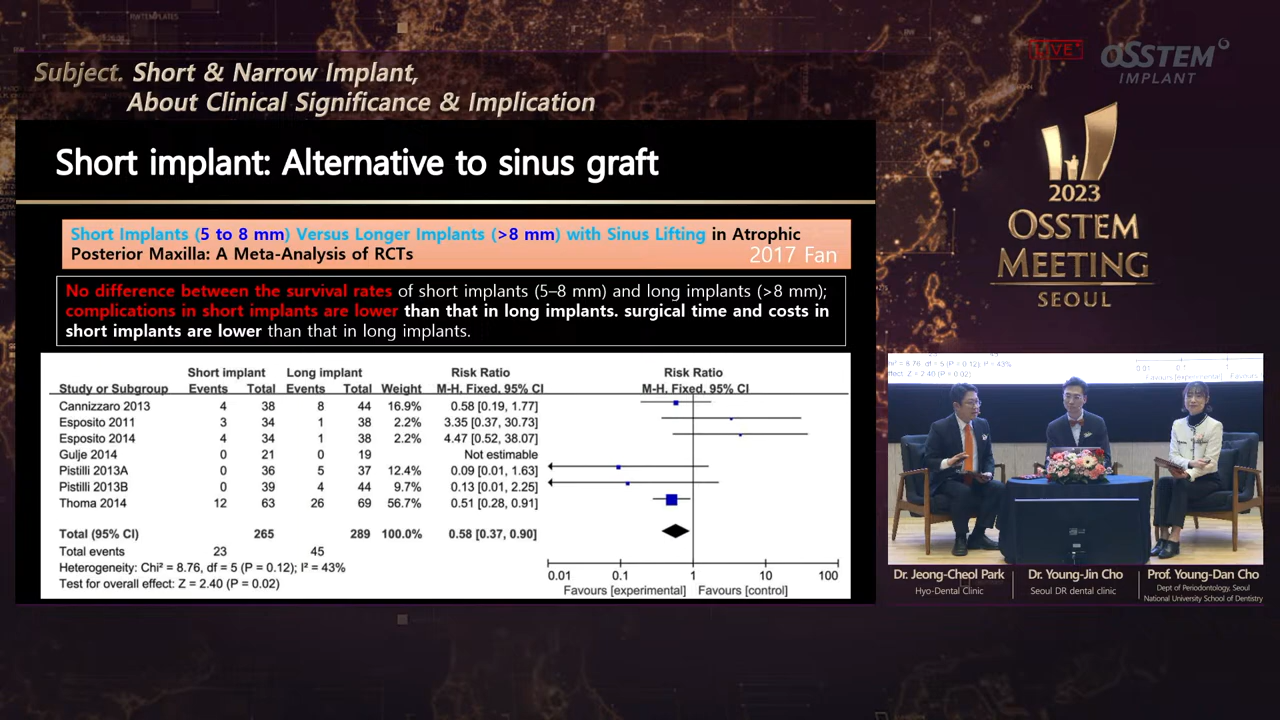 Subject. Short & Narrow Implant,
About Clinical Significance & Implication
LIVE
OSSTEM
IMPLANT
Short implant: Alternative to sinus graft
Short Implants (5 to 8 mm) Versus Longer Implants (>8 mm) with Sinus Lifting in Atrophic
Posterior Maxilla: A Meta-Analysis of RCTs
2017 Fan
No difference between the survival rates of short implants (5–8 mm) and long implants (>8 mm);
complications in short implants are lower than that in long implants. surgical time and costs in
short implants are lower than that in long implants.
Short implant Long implant Risk Ratio Risk Ratio
Study or Subgroup Events Total Events Total Weight M-H. Fixed. 95% CI M-H. Fixed. 95% CI
Cannizzaro 2013 4 38 8 44 16.9% 0.58 [0.19, 1.77]
Esposito 2011 3 34 1 38 2.2% 3.35 [0.37, 30.73]
Esposito 2014 4 34 1 38 2.2% 4.47 [0.52, 38.07]
Gulje 2014 0 21 0 19 Not estimable
Pistilli 2013A 0 36 5 37 12.4% 0.09 [0.01, 1.63]
Pistilli 2013B 0 39 4 44 9.7% 0.13 [0.01, 2.25]
Thoma 2014 12 63 26 69 56.7% 0.51 [0.28, 0.91]
Total (95% CI) 265 289 100.0% 0.58 [0.37, 0.90]
Total events 23 45
Heterogeneity: Chi² = 8.76, df = 5 (P = 0.12); I² = 43%
Test for overall effect: Z = 2.40 (P = 0.02)
0.01 0.1 1 10 100
Favours [experimental] Favours [control]
2023
OSSTEM
MEETING
SEOUL
Dr. Jeong-Cheol Park
Hyo-Dental Clinic
Dr. Young-Jin Cho
Seoul DR dental clinic
Prof. Young-Dan Cho
Dept of Periodontology, Seoul
National University School of Dentistry